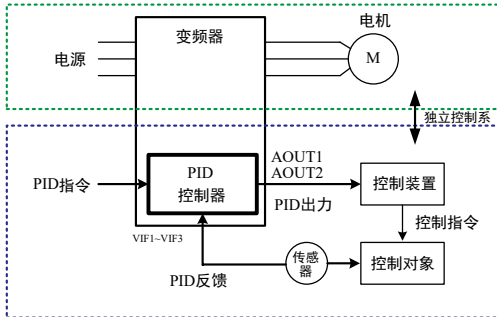 变频器
电机
电源
M
独立控制系
PID指令
PID
控制器
AOUT1
AOUT2
PID出力
控制装置
控制指令
VIF1~VIF3
PID反馈
传感
器
控制对象